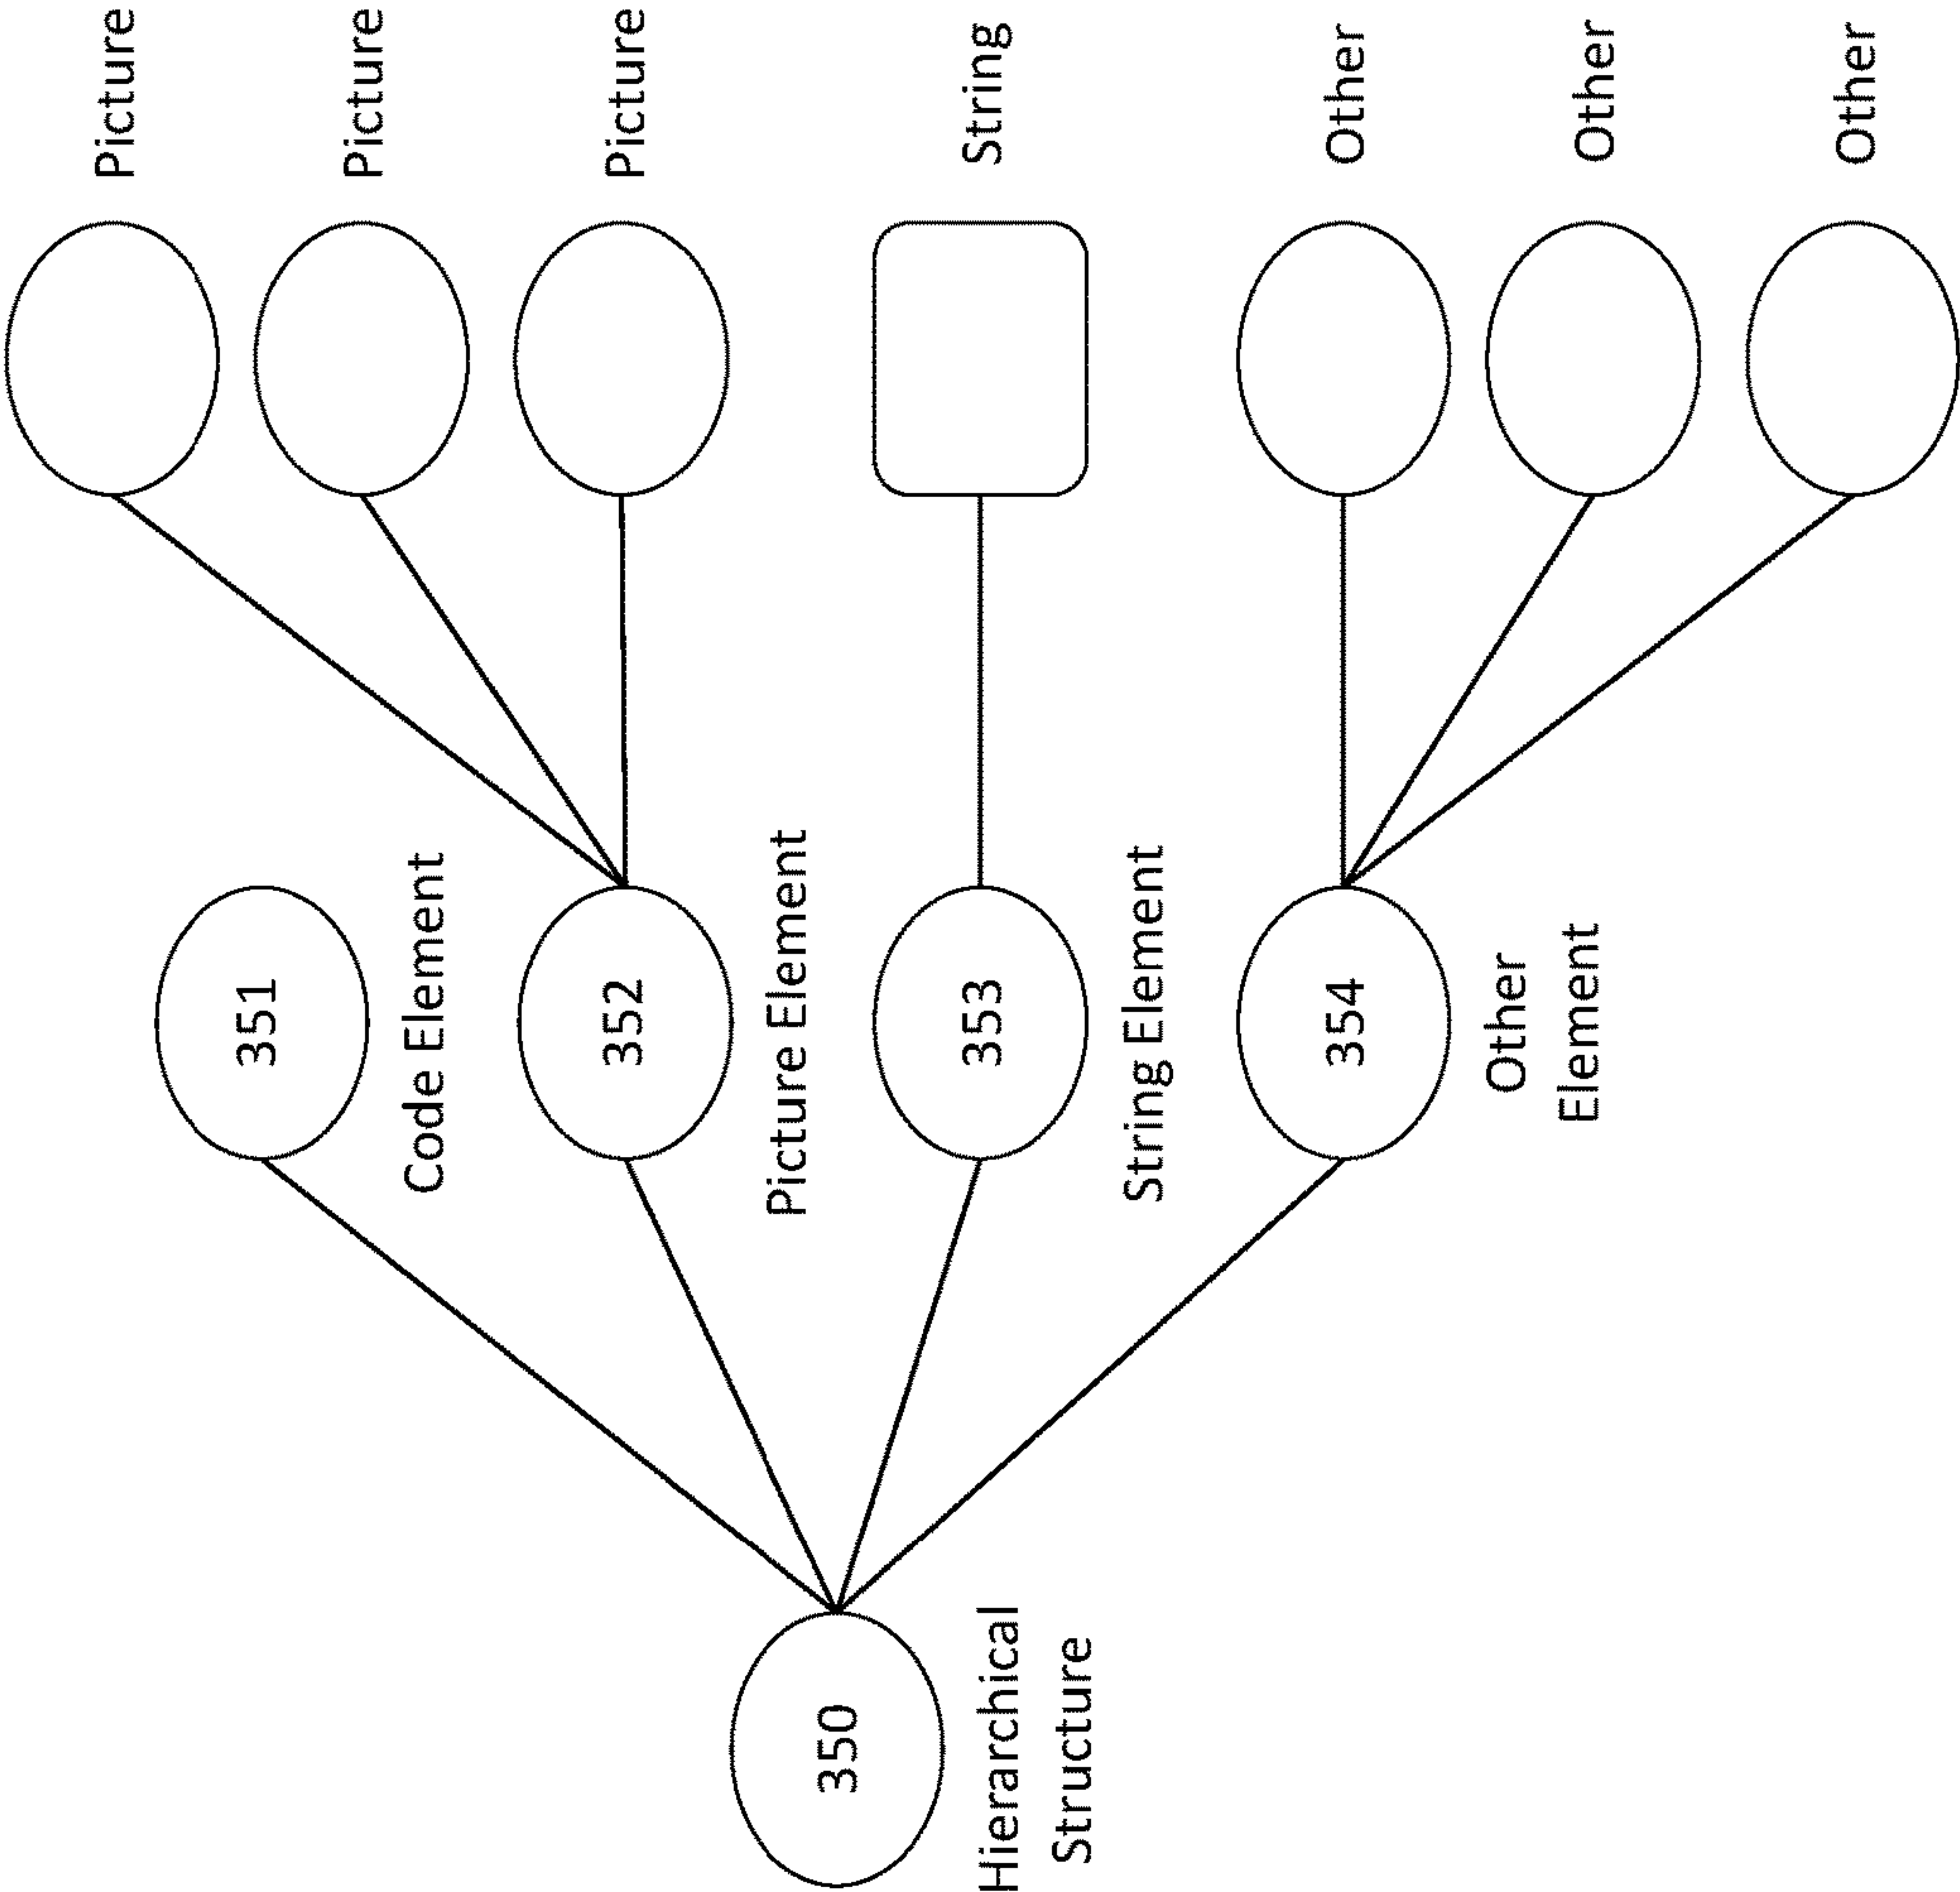 350
Hierarchical
Structure
351
Code Element
352
Picture Element
353
String Element
354
Other
Element
Picture
Picture
Picture
String
Other
Other
Other